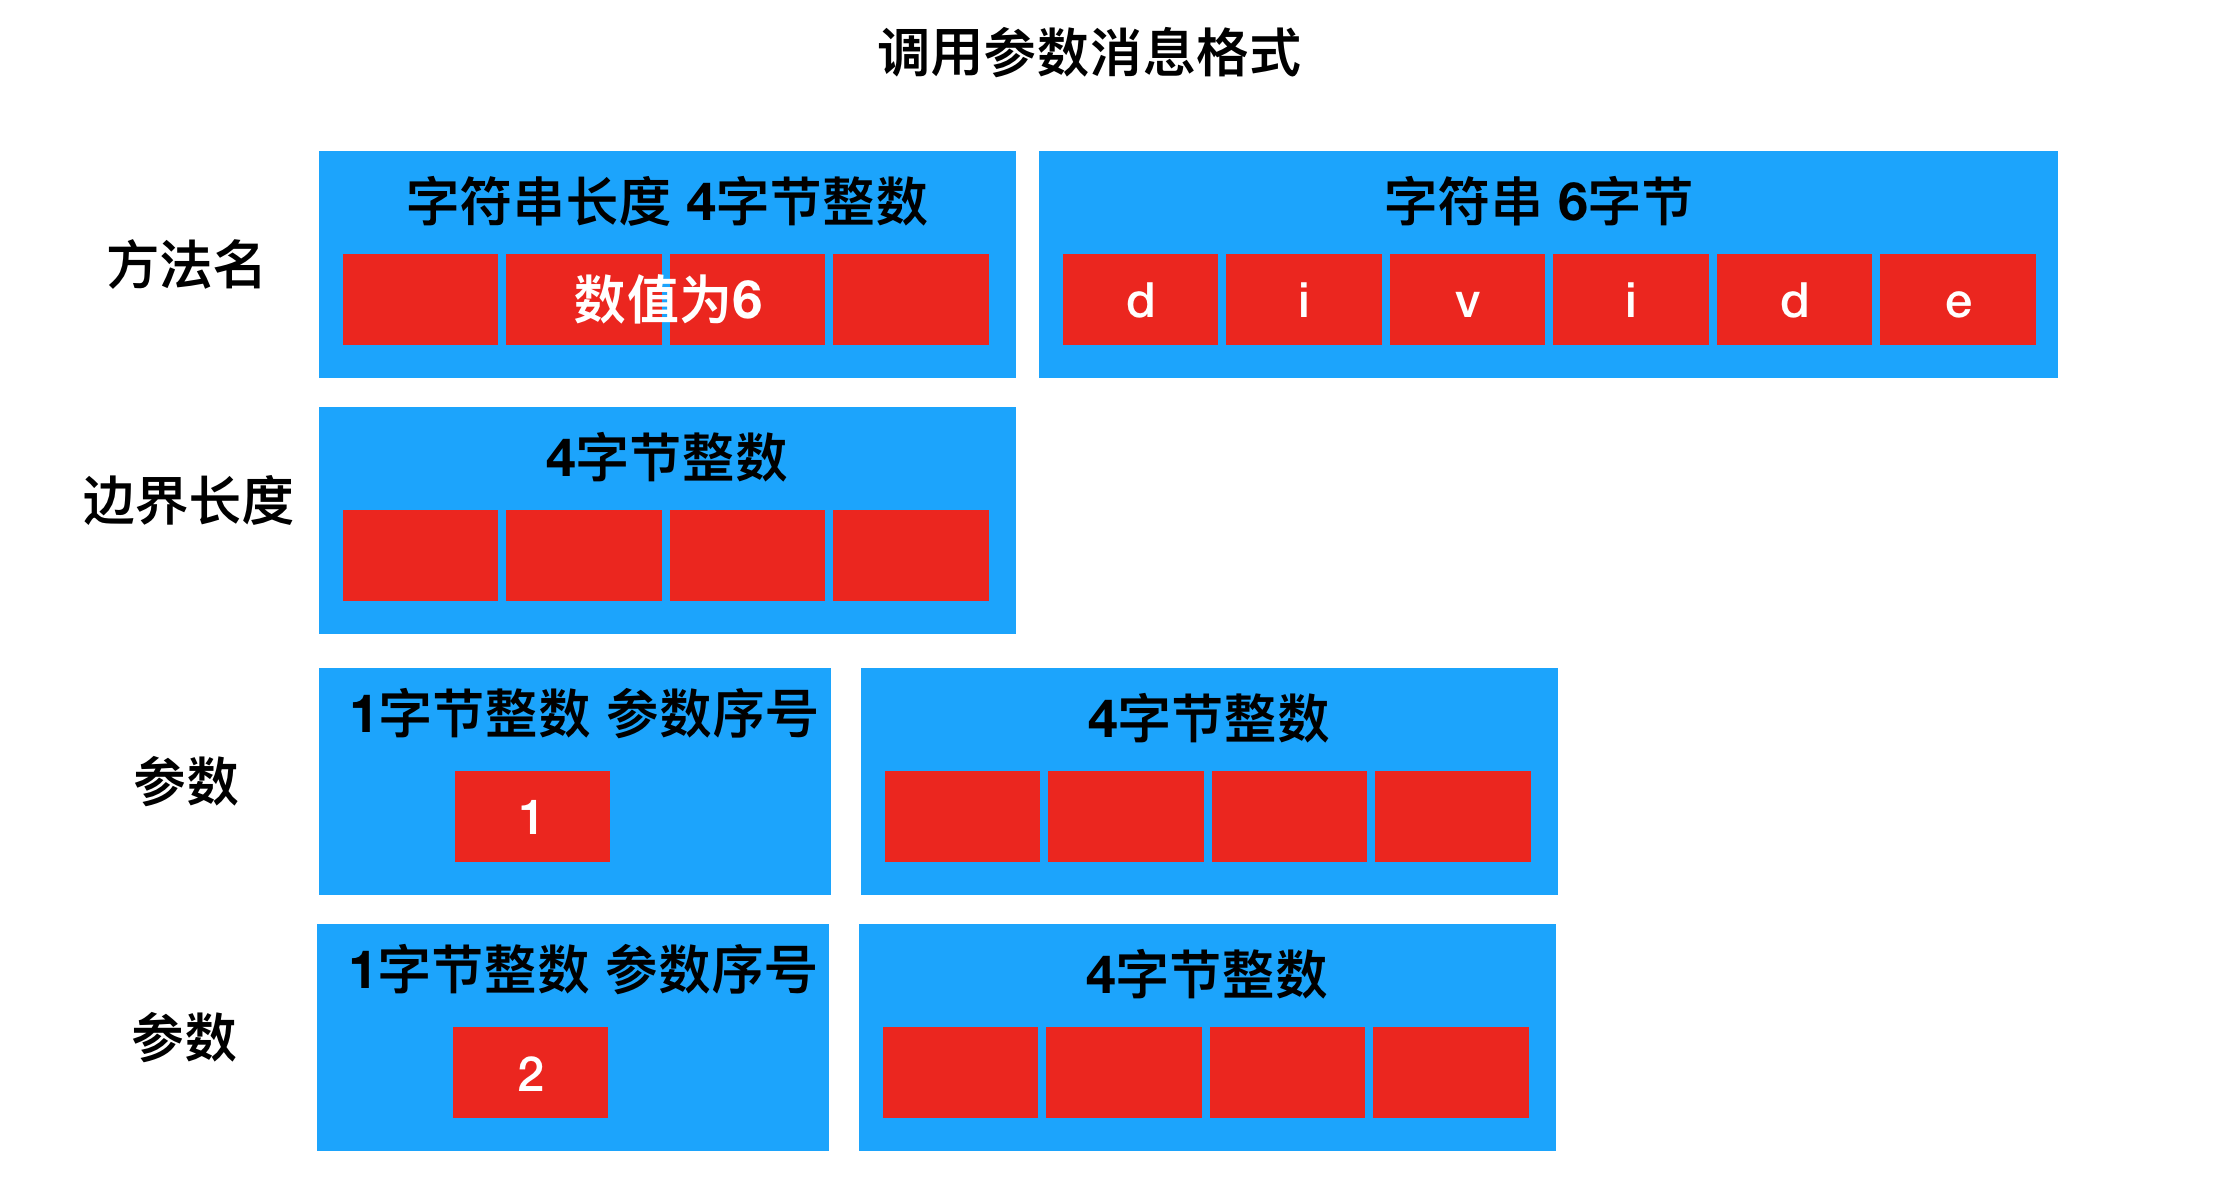 调用参数消息格式
方法名
字符串长度 4字节整数
数值为6
字符串 6字节
d i v i d e
边界长度
4字节整数
参数
1字节整数 参数序号
1
4字节整数
参数
1字节整数 参数序号
2
4字节整数